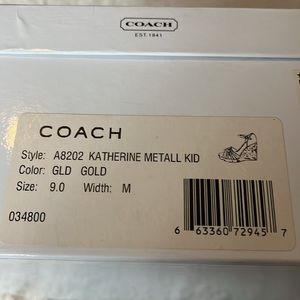 COACH
EST. 1941
COACH
Style: A8202 KATHERINE METALL KID
Color: GLD GOLD
Size: 9.0 Width: M
034800
6 63360 72945 7